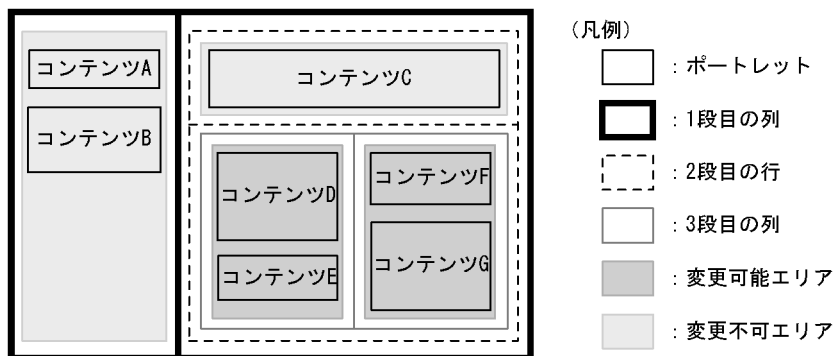 コンテンツA
コンテンツB
コンテンツC
コンテンツD
コンテンツE
コンテンツF
コンテンツG
(凡例)
:ポートレット
:1段目の列
:2段目の行
:3段目の列
:変更可能エリア
:変更不可エリア